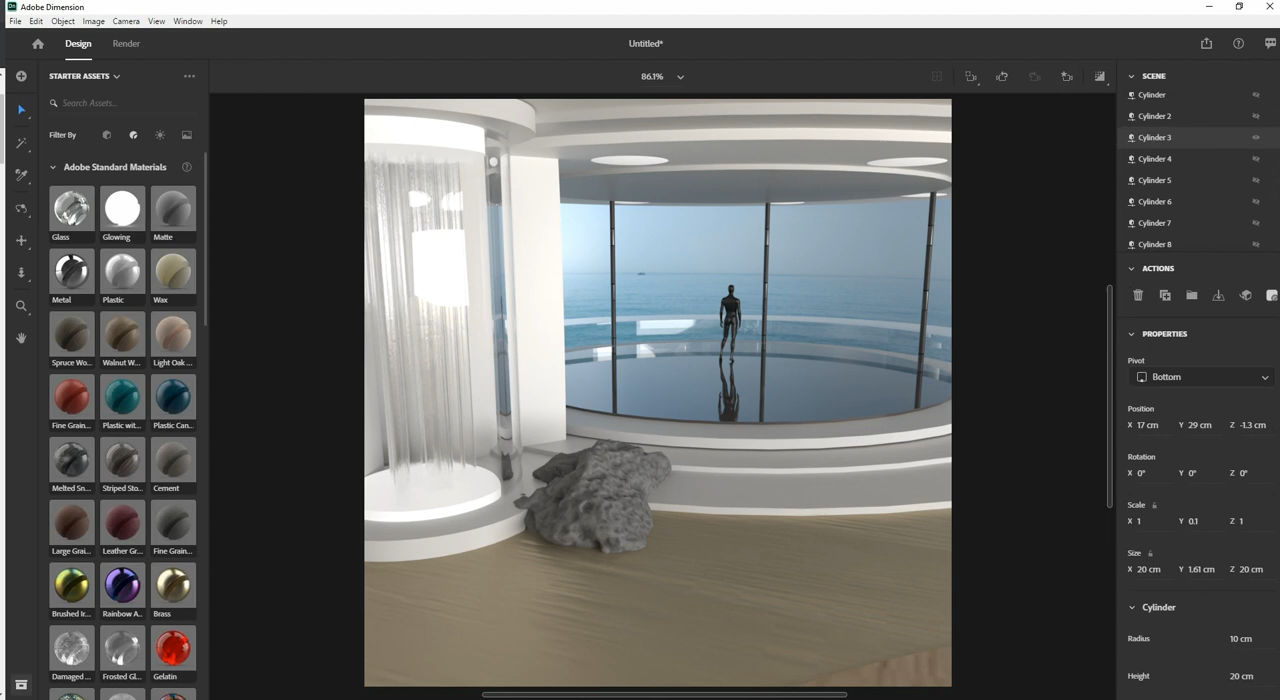 Adobe Dimension
File Edit Object Image Camera View Window Help
Design Render Untitled*
STARTER ASSETS
Search Assets...
Filter By
Adobe Standard Materials
Glass Glowing Matte
Metal Plastic Wax
Spruce Wo... Walnut W... Light Oak ...
Fine Grain... Plastic wit... Plastic Can...
Melted Sn... Striped Sto... Cement
Large Grai... Leather Gr... Fine Grain...
Brushed Ir... Rainbow A... Brass
Damaged ... Frosted Gl... Gelatin
86.1%
SCENE
Cylinder
Cylinder 2
Cylinder 3
Cylinder 4
Cylinder 5
Cylinder 6
Cylinder 7
Cylinder 8
ACTIONS
PROPERTIES
Pivot
Bottom
Position
X 17 cm Y 29 cm Z -1.3 cm
Rotation
X 0° Y 0° Z 0°
Scale
X 1 Y 0.1 Z 1
Size
X 20 cm Y 1.61 cm Z 20 cm
Cylinder
Radius 10 cm
Height 20 cm